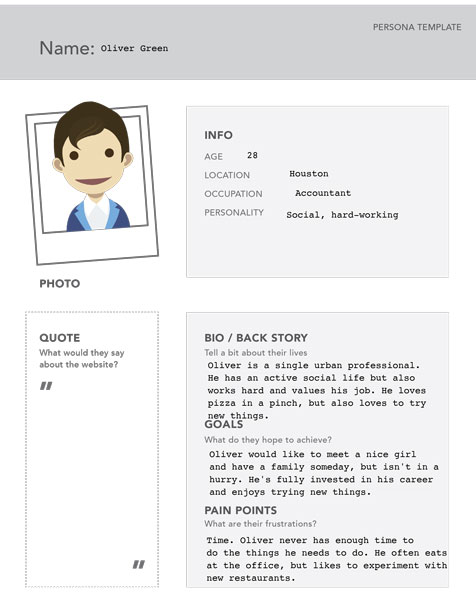 PERSONA TEMPLATE
Name: Oliver Green
INFO
AGE 28
LOCATION Houston
OCCUPATION Accountant
PERSONALITY Social, hard-working
PHOTO
QUOTE
What would they say
about the website?
"
"
BIO / BACK STORY
Tell a bit about their lives
Oliver is a single urban professional.
He has an active social life but also
works hard and values his job. He loves
pizza in a pinch, but also loves to try
new things.
GOALS
What do they hope to achieve?
Oliver would like to meet a nice girl
and have a family someday, but isn't in a
hurry. He's fully invested in his career
and enjoys trying new things.
PAIN POINTS
What are their frustrations?
Time. Oliver never has enough time to
do the things he needs to do. He often eats
at the office, but likes to experiment with
new restaurants.